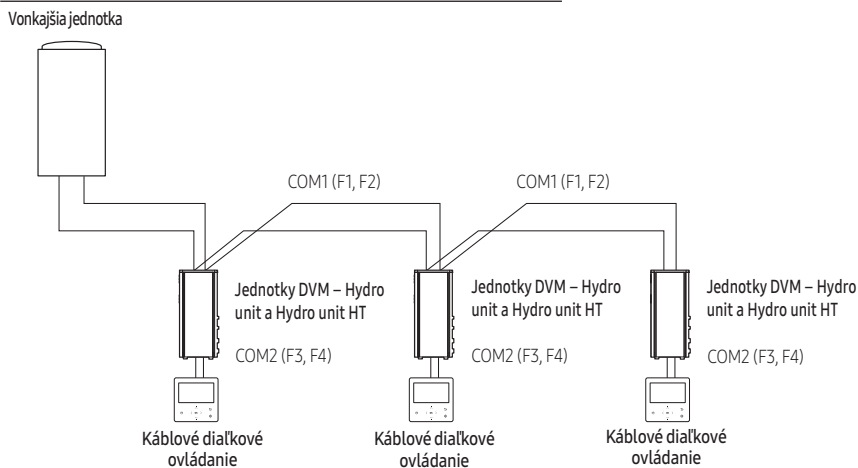 Vonkajšia jednotka
COM1 (F1, F2)
COM1 (F1, F2)
Jednotky DVM – Hydro
unit a Hydro unit HT
COM2 (F3, F4)
Jednotky DVM – Hydro
unit a Hydro unit HT
COM2 (F3, F4)
Jednotky DVM – Hydro
unit a Hydro unit HT
COM2 (F3, F4)
Káblové diaľkové
ovládanie
Káblové diaľkové
ovládanie
Káblové diaľkové
ovládanie